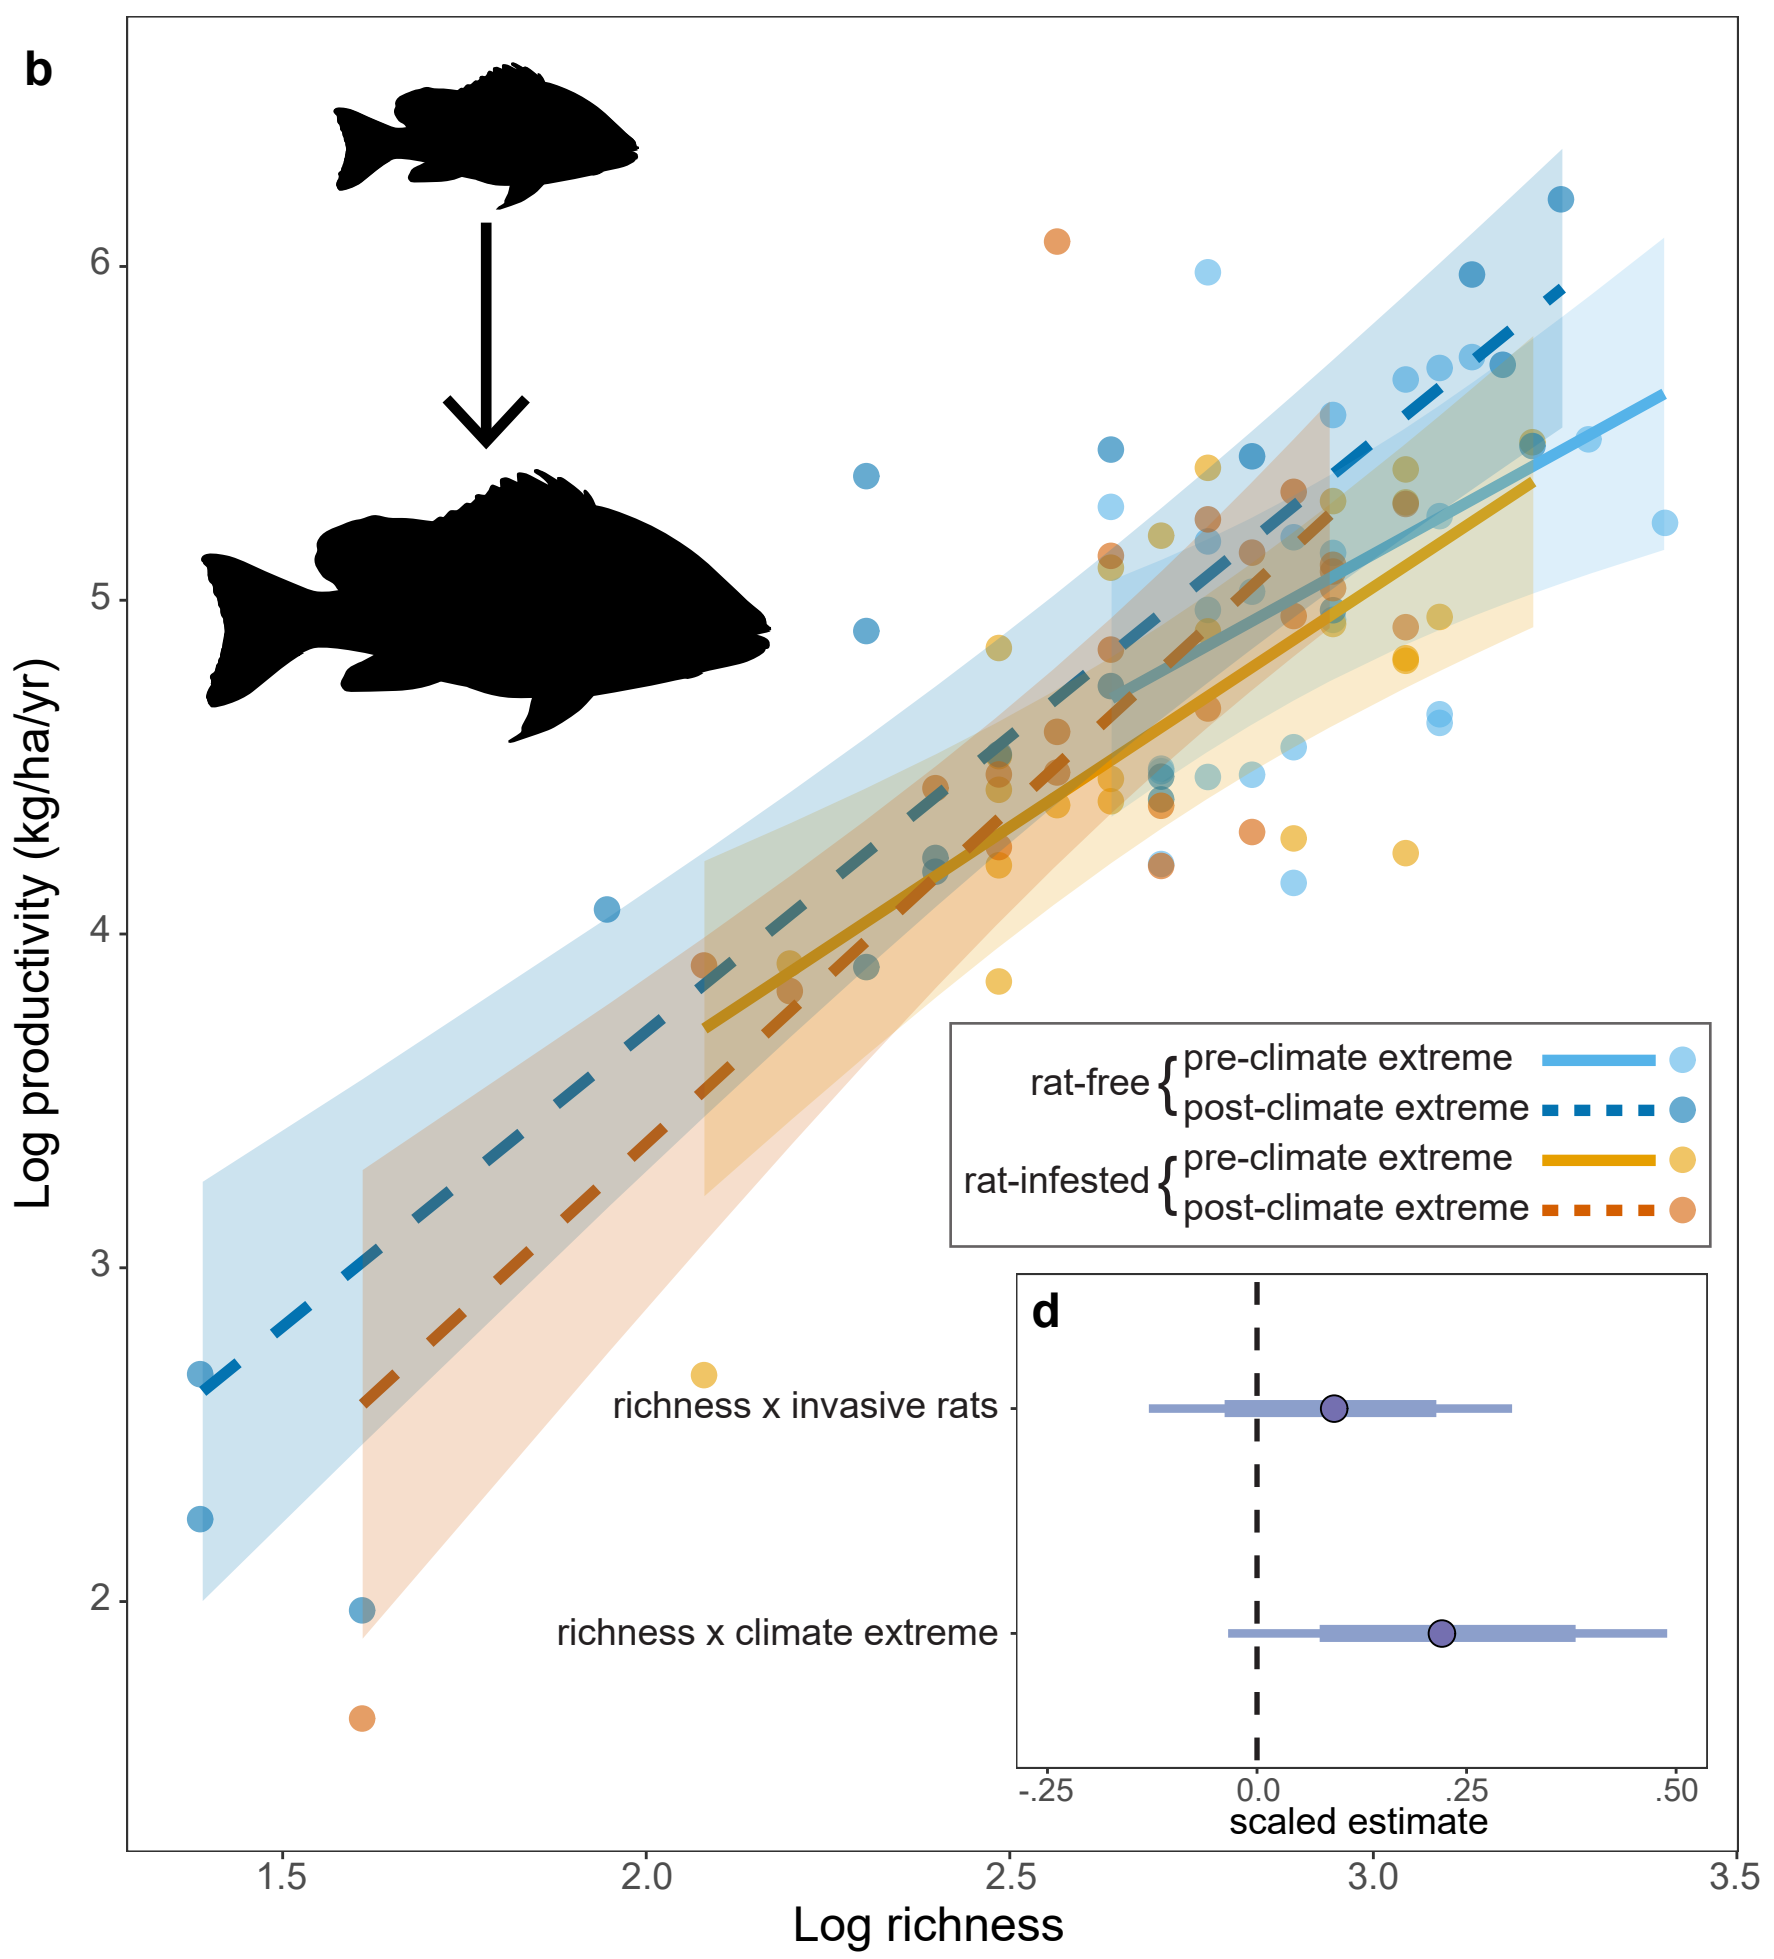 b
6
5
4
3
2
Log productivity (kg/ha/yr)
rat-free { pre-climate extreme
post-climate extreme
rat-infested { pre-climate extreme
post-climate extreme
d
richness x invasive rats
richness x climate extreme
-.25 0.0 .25 .50
scaled estimate
1.5 2.0 2.5 3.0 3.5
Log richness